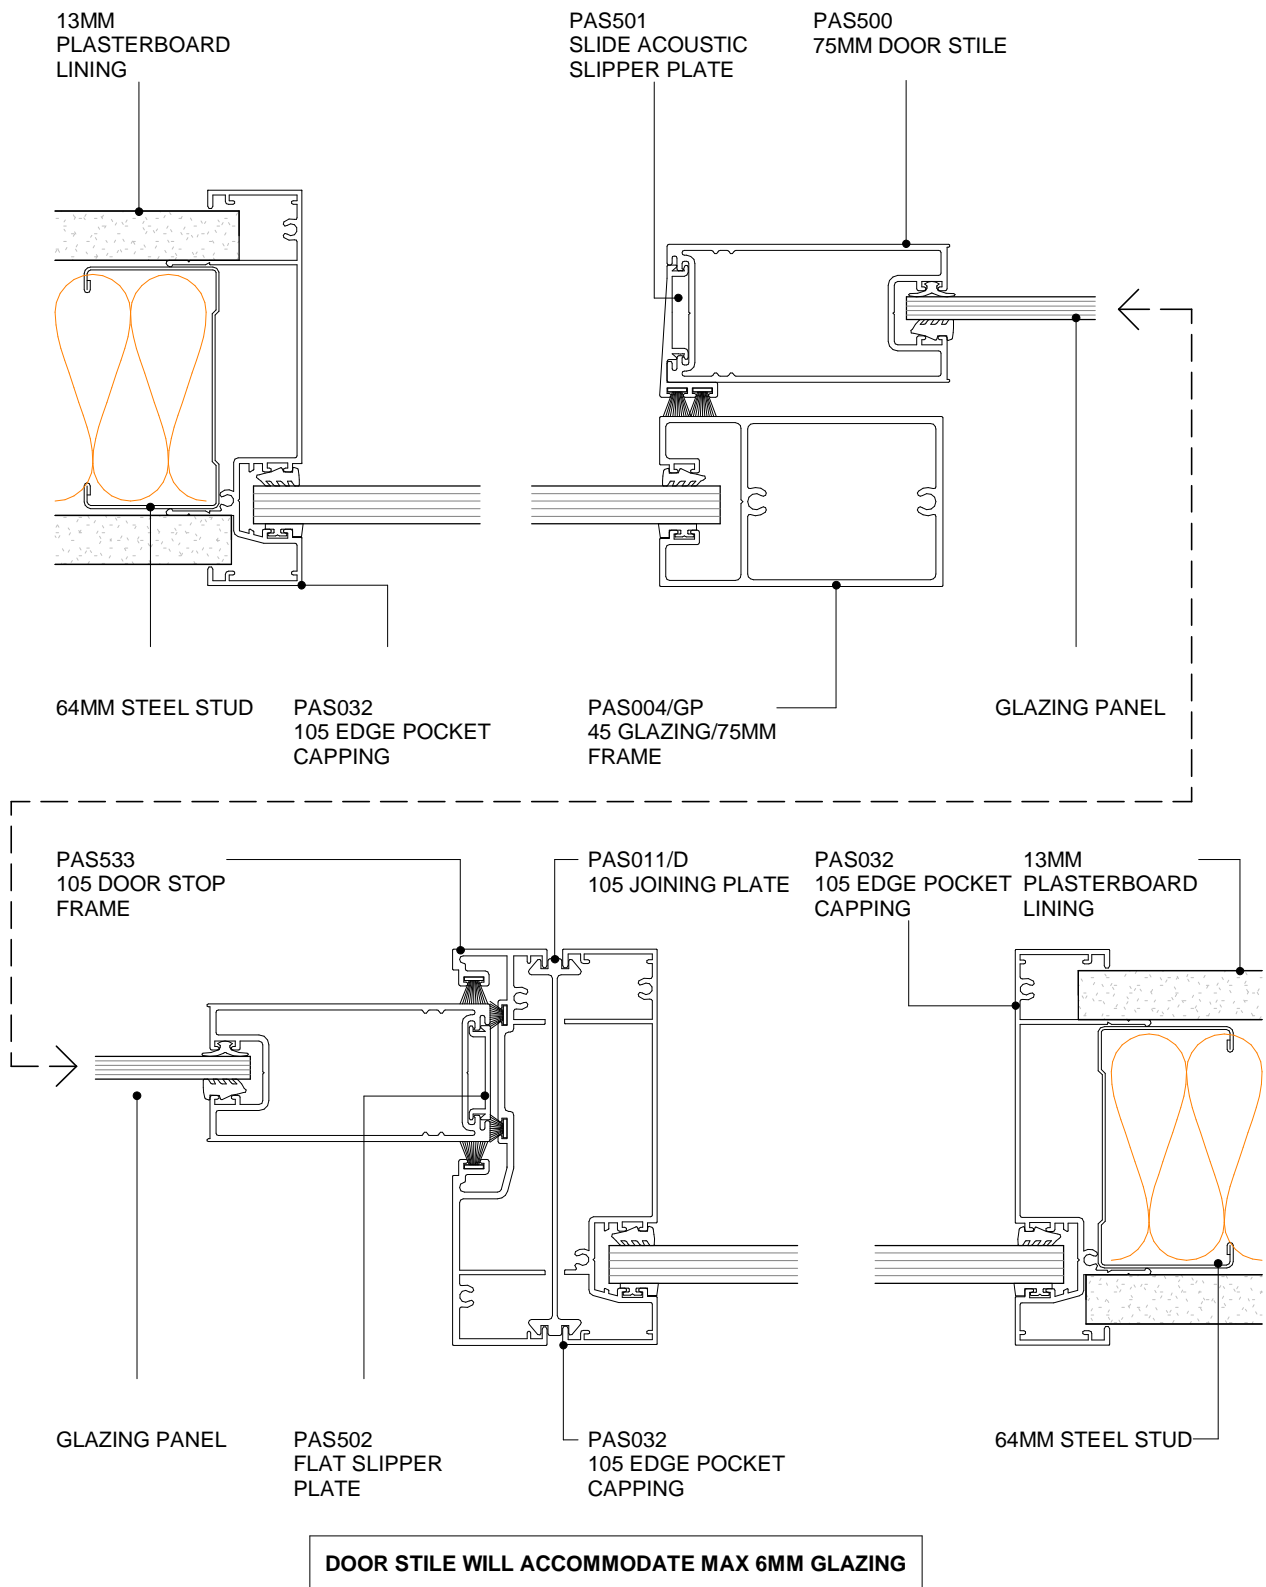 13MM
PLASTERBOARD
LINING
PAS501
SLIDE ACOUSTIC
SLIPPER PLATE
PAS500
75MM DOOR STILE
64MM STEEL STUD
PAS032
105 EDGE POCKET
CAPPING
PAS004/GP
45 GLAZING/75MM
FRAME
GLAZING PANEL
PAS533
105 DOOR STOP
FRAME
PAS011/D
105 JOINING PLATE
PAS032
105 EDGE POCKET
CAPPING
13MM
PLASTERBOARD
LINING
GLAZING PANEL
PAS502
FLAT SLIPPER
PLATE
PAS032
105 EDGE POCKET
CAPPING
64MM STEEL STUD
DOOR STILE WILL ACCOMMODATE MAX 6MM GLAZING